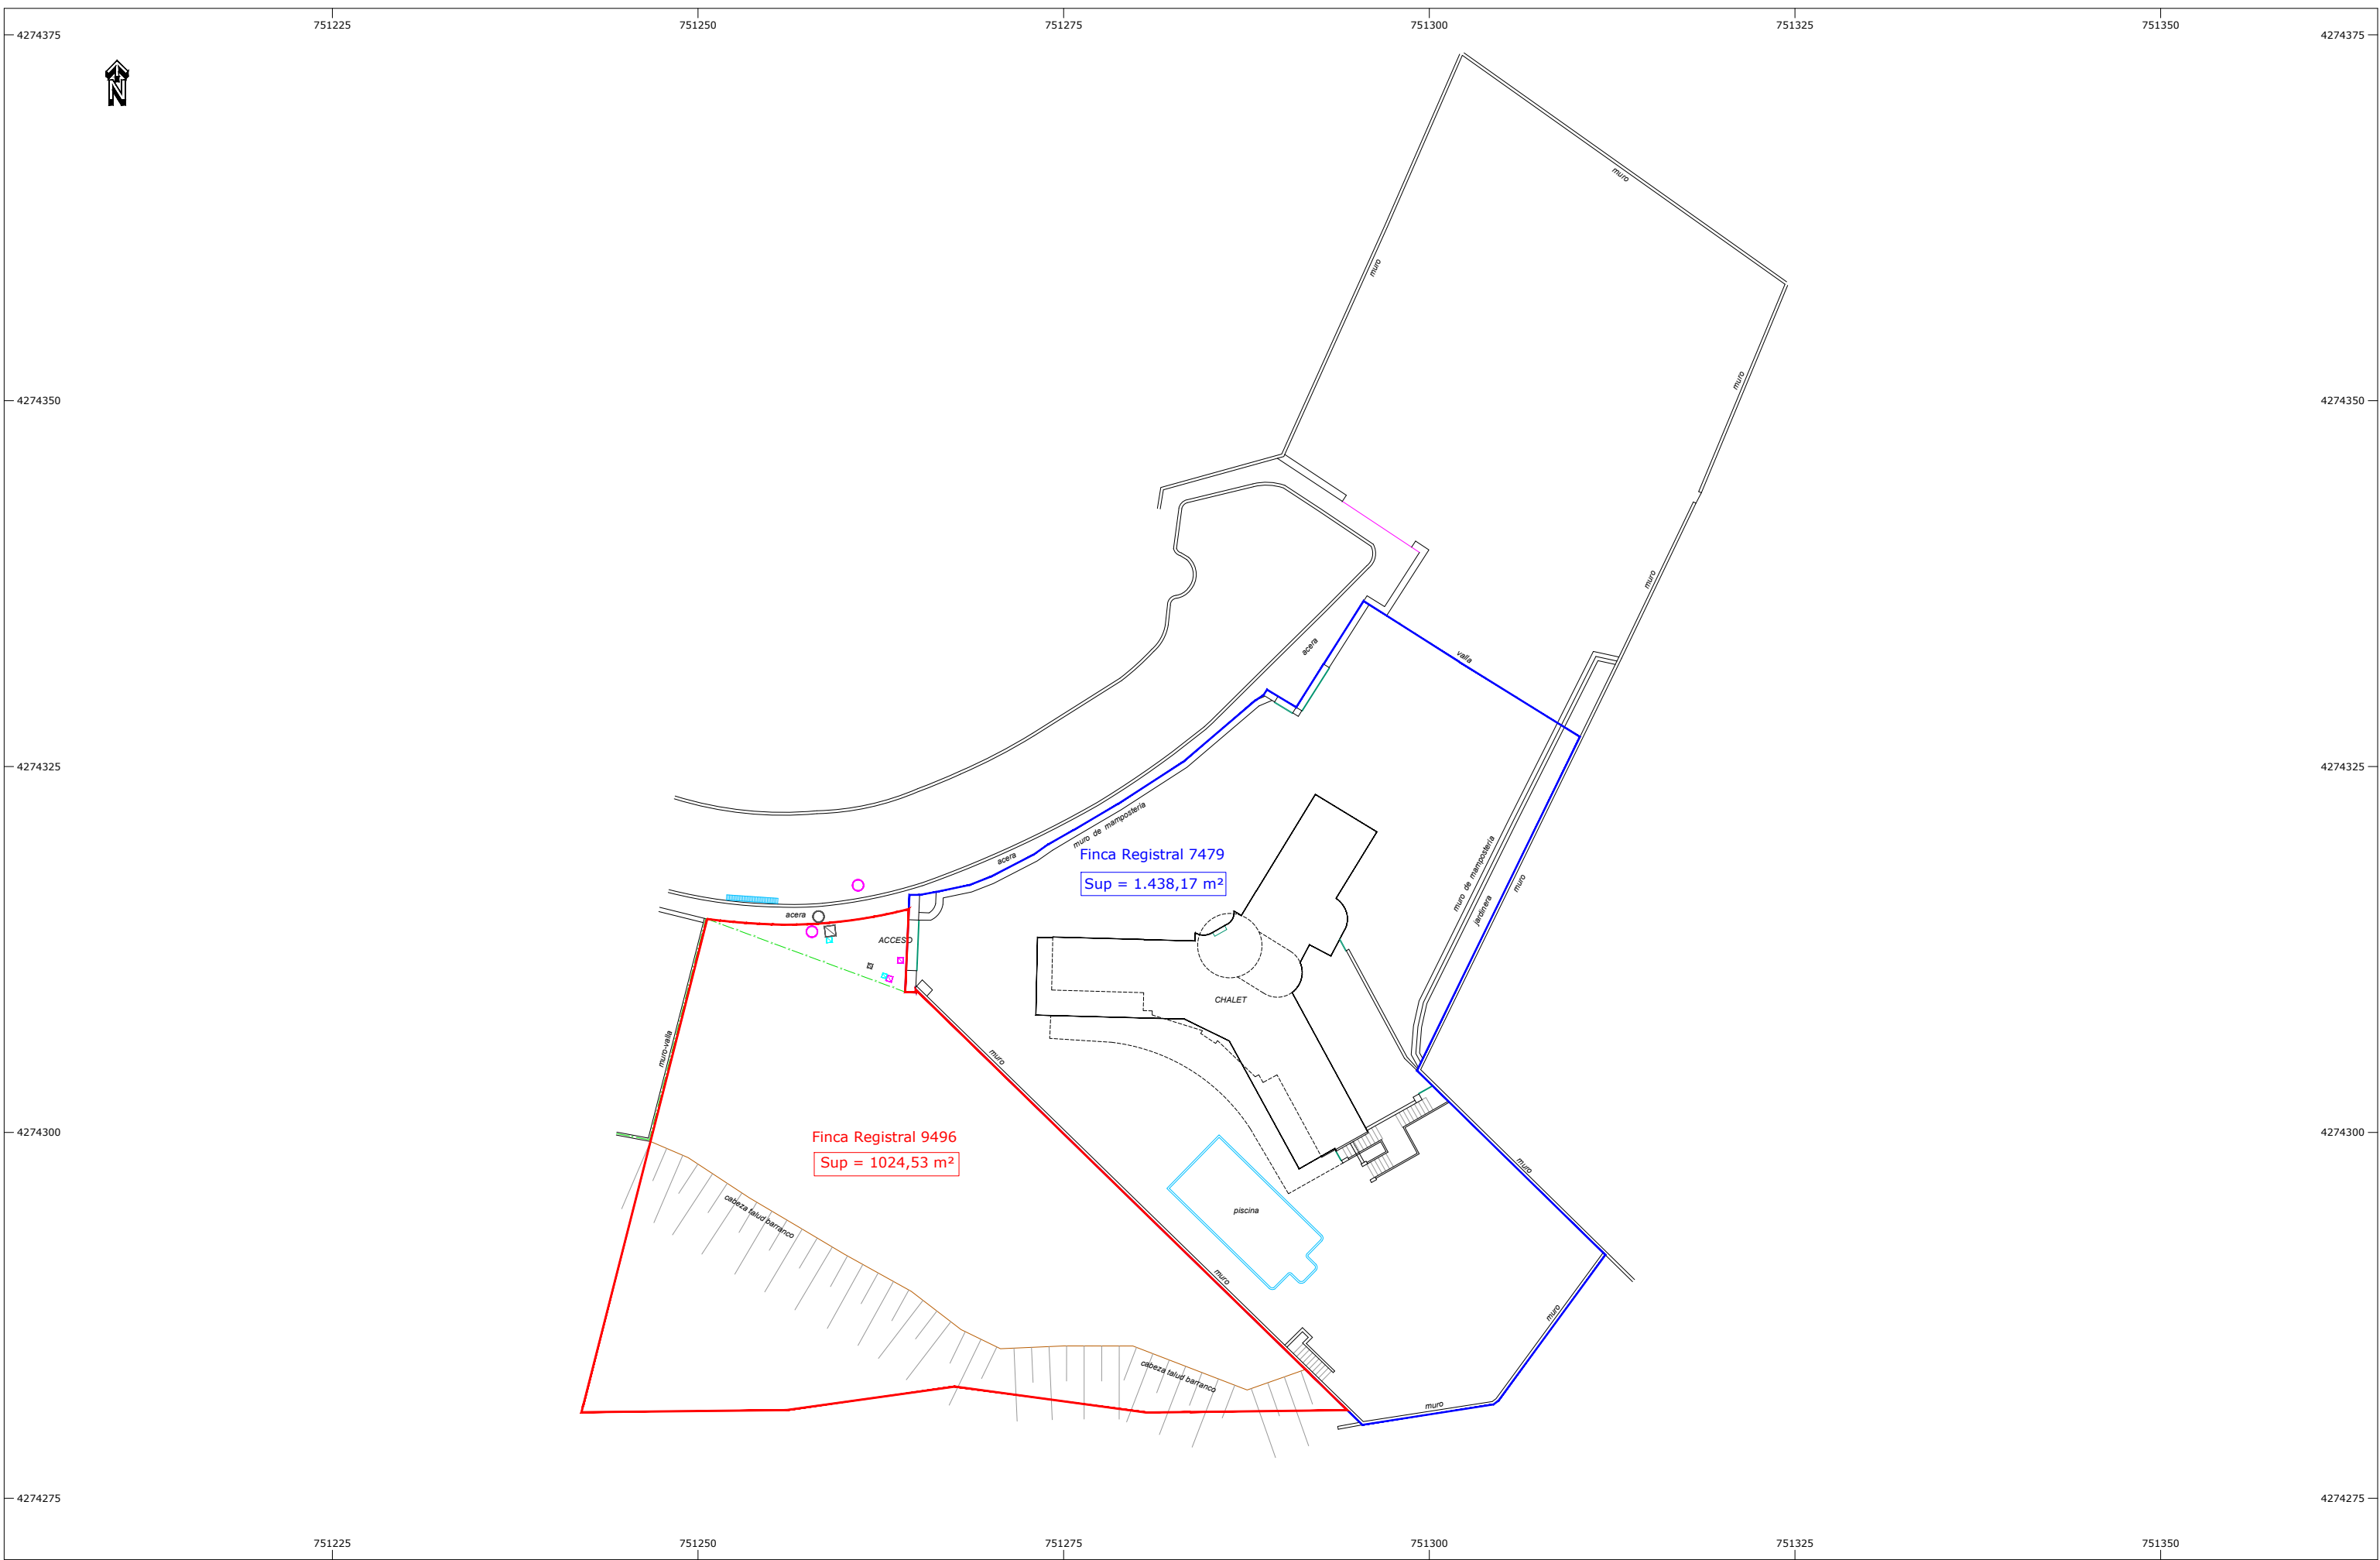 751225 751250 751275 751300 751325 751350
4274375 4274375
N
muro
muro
4274350 4274350
muro
muro
acera
valla
4274325 4274325
muro de mampostería
acera
Finca Registral 7479
Sup = 1.438,17 m²
muro de mampostería
muro
jardinera
acera
ACCESO
CHALET
muro-valla
muro
4274300 4274300
Finca Registral 9496
Sup = 1024,53 m²
muro
cabeza talud barranco
piscina
muro
muro
cabeza talud barranco
muro
4274275 4274275
751225 751250 751275 751300 751325 751350